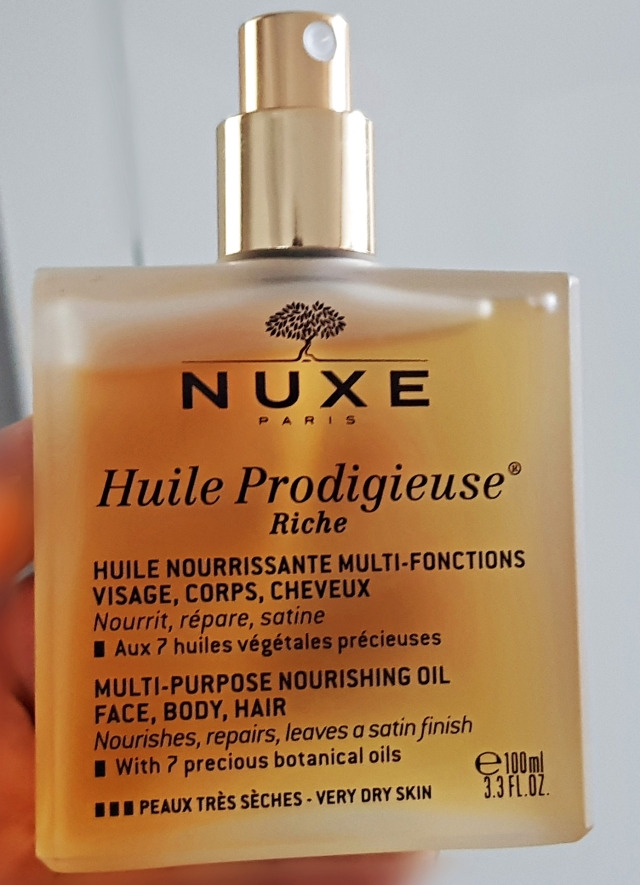 NUXE
PARIS
Huile Prodigieuse®
Riche
HUILE NOURRISSANTE MULTI-FONCTIONS
VISAGE, CORPS, CHEVEUX
Nourrit, répare, satine
Aux 7 huiles végétales précieuses
MULTI-PURPOSE NOURISHING OIL
FACE, BODY, HAIR
Nourishes, repairs, leaves a satin finish
With 7 precious botanical oils
℮100ml
3.3 FL.OZ.
PEAUX TRÈS SÈCHES - VERY DRY SKIN